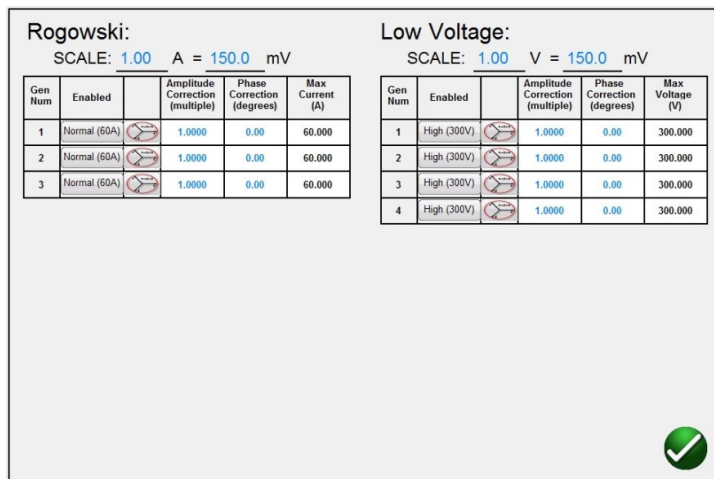 Rogowski:
SCALE: 1.00 A = 150.0 mV
Gen Num Enabled Amplitude Correction (multiple) Phase Correction (degrees) Max Current (A)
1 Normal (60A) 1.0000 0.00 60.000
2 Normal (60A) 1.0000 0.00 60.000
3 Normal (60A) 1.0000 0.00 60.000
Low Voltage:
SCALE: 1.00 V = 150.0 mV
Gen Num Enabled Amplitude Correction (multiple) Phase Correction (degrees) Max Voltage (V)
1 High (300V) 1.0000 0.00 300.000
2 High (300V) 1.0000 0.00 300.000
3 High (300V) 1.0000 0.00 300.000
4 High (300V) 1.0000 0.00 300.000